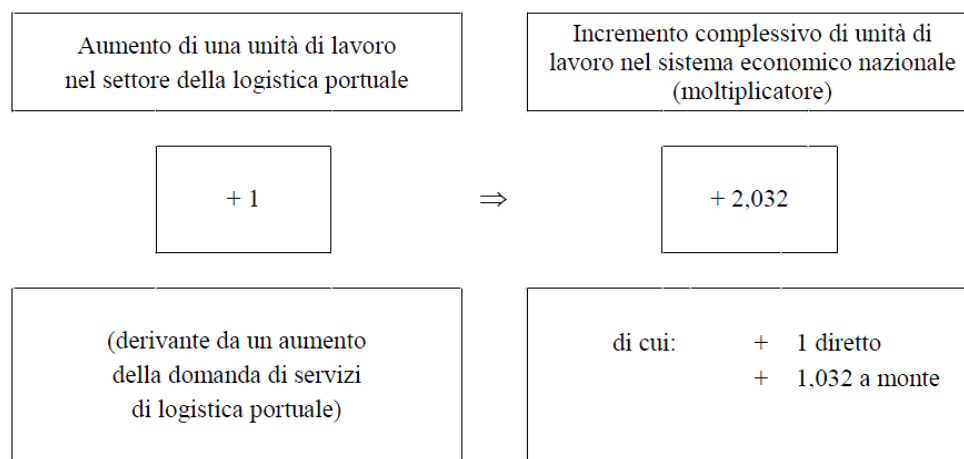 Aumento di una unità di lavoro
nel settore della logistica portuale
Incremento complessivo di unità di
lavoro nel sistema economico nazionale
(moltiplicatore)
+ 1
⇒
+ 2,032
(derivante da un aumento
della domanda di servizi
di logistica portuale)
di cui: + 1 diretto
+ 1,032 a monte